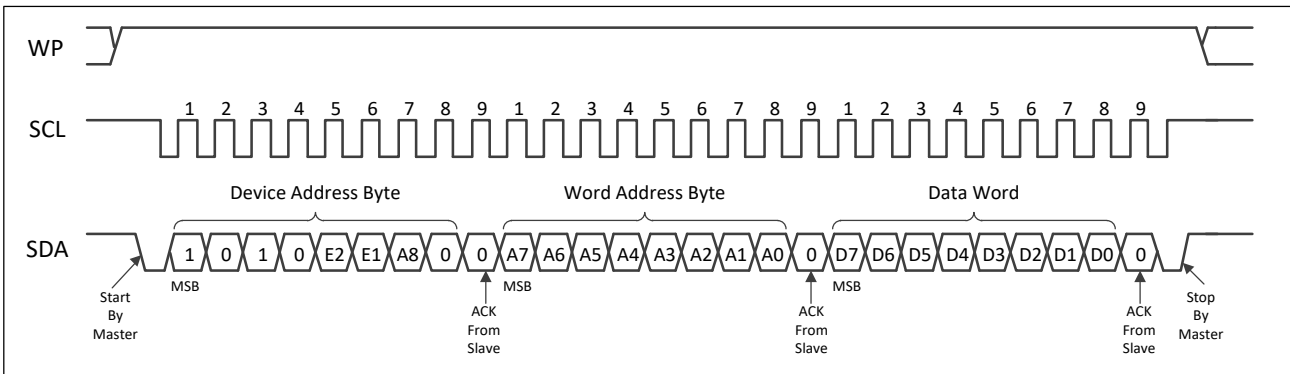 WP
1 2 3 4 5 6 7 8 9 1 2 3 4 5 6 7 8 9 1 2 3 4 5 6 7 8 9
SCL
Device Address Byte Word Address Byte Data Word
SDA 1 0 1 0 E2 E1 A8 0 0 A7 A6 A5 A4 A3 A2 A1 A0 0 D7 D6 D5 D4 D3 D2 D1 D0 0
MSB MSB MSB
Start
By
Master
ACK
From
Slave
ACK
From
Slave
ACK
From
Slave
Stop
By
Master